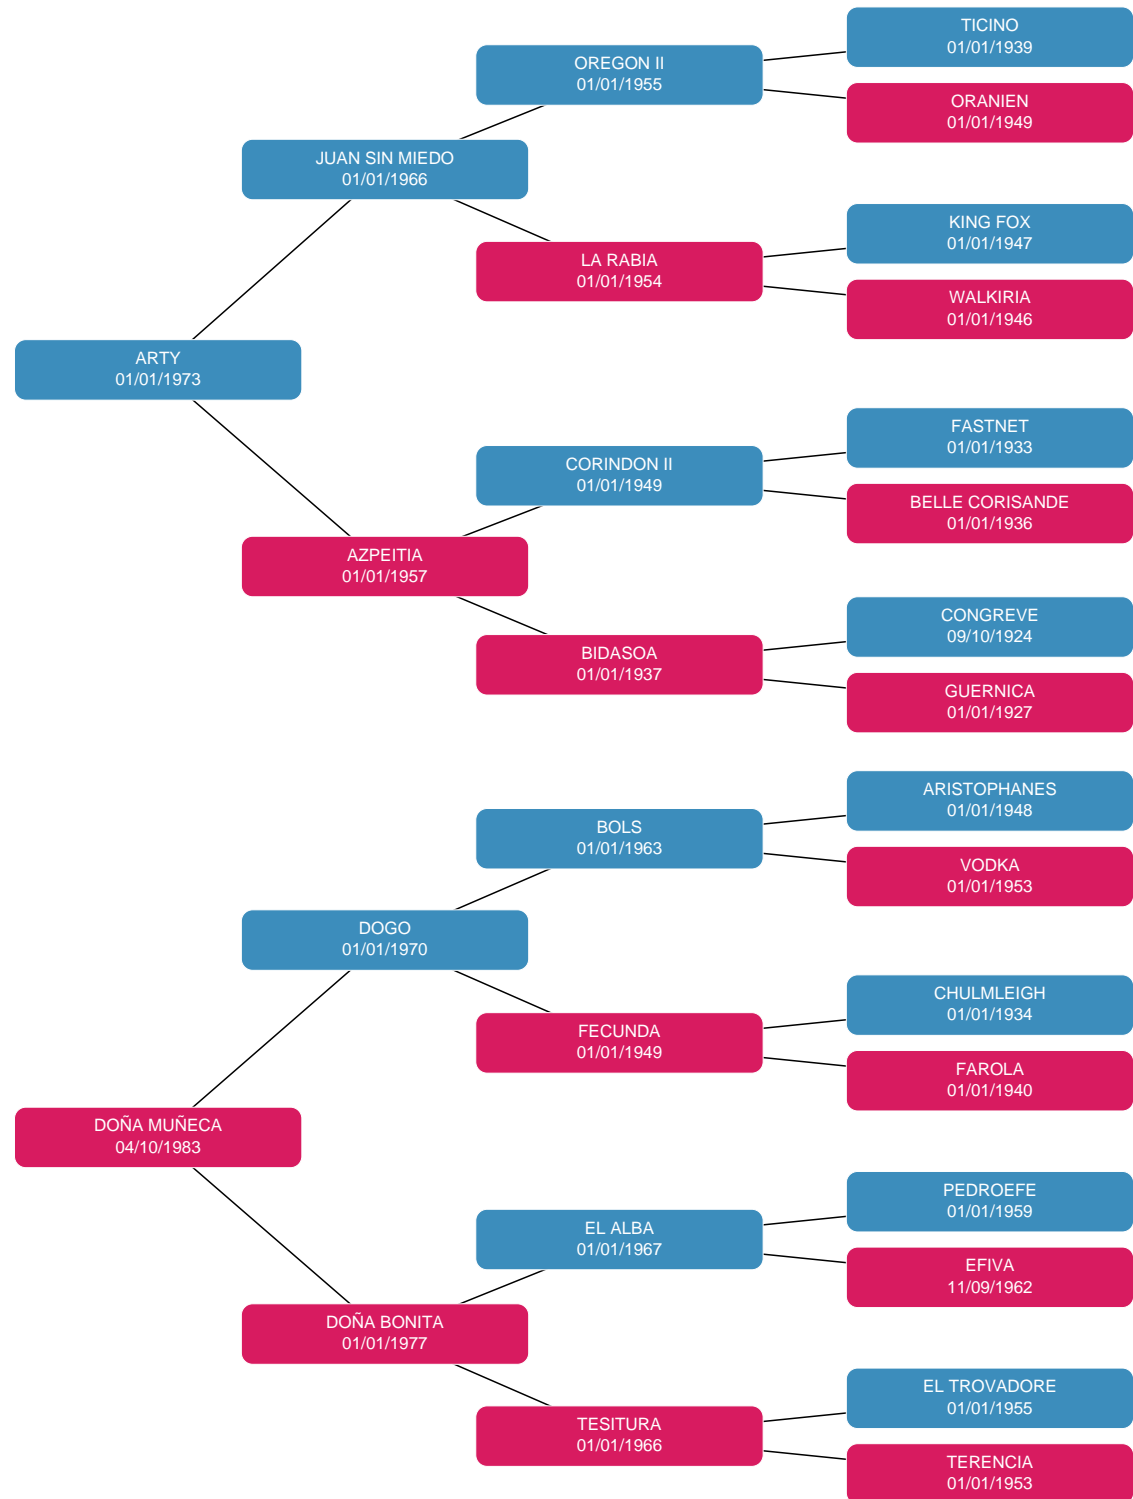 TICINO
01/01/1939
OREGON II
01/01/1955
ORANIEN
01/01/1949
JUAN SIN MIEDO
01/01/1966
KING FOX
01/01/1947
LA RABIA
01/01/1954
WALKIRIA
01/01/1946
ARTY
01/01/1973
FASTNET
01/01/1933
CORINDON II
01/01/1949
BELLE CORISANDE
01/01/1936
AZPEITIA
01/01/1957
CONGREVE
09/10/1924
BIDASOA
01/01/1937
GUERNICA
01/01/1927
ARISTOPHANES
01/01/1948
BOLS
01/01/1963
VODKA
01/01/1953
DOGO
01/01/1970
CHULMLEIGH
01/01/1934
FECUNDA
01/01/1949
FAROLA
01/01/1940
DOÑA MUÑECA
04/10/1983
PEDROEFE
01/01/1959
EL ALBA
01/01/1967
EFIVA
11/09/1962
DOÑA BONITA
01/01/1977
EL TROVADORE
01/01/1955
TESITURA
01/01/1966
TERENCIA
01/01/1953